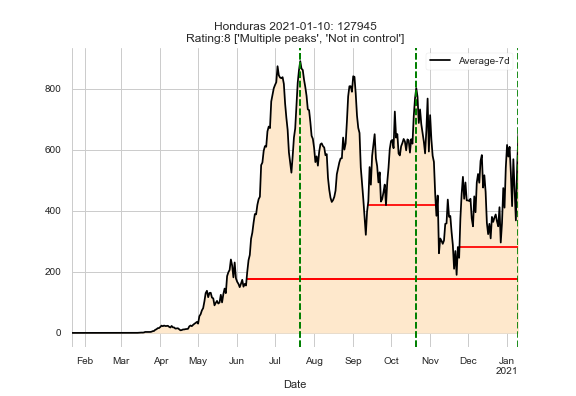 Honduras 2021-01-10: 127945
Rating:8 ['Multiple peaks', 'Not in control']
Average-7d
800
600
400
200
0
Feb Mar Apr May Jun Jul Aug Sep Oct Nov Dec Jan
2021
Date